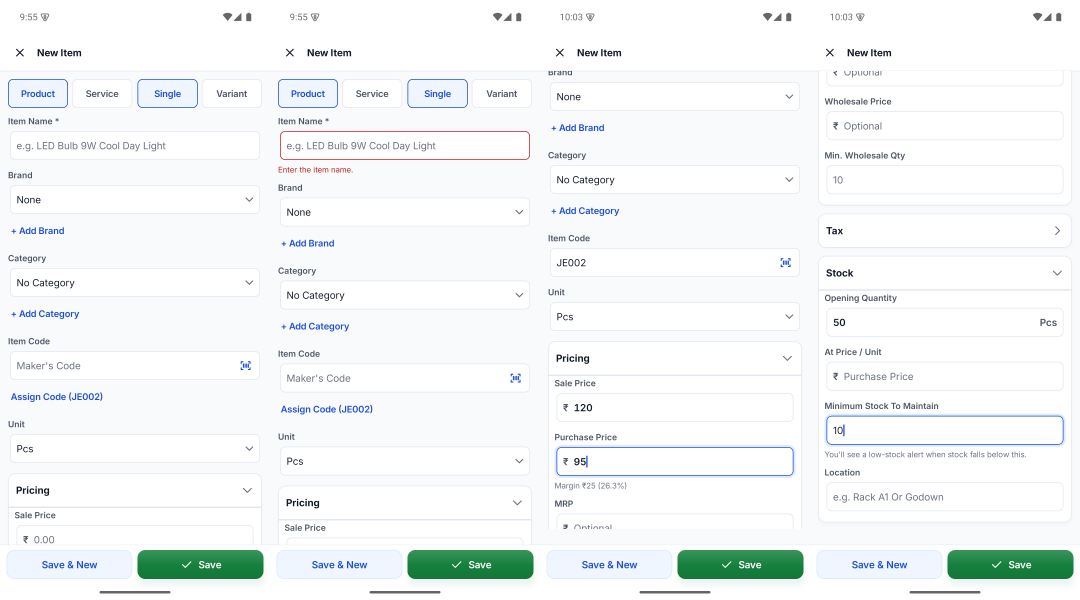 9:55
New Item
Product Service Single Variant
Item Name *
e.g. LED Bulb 9W Cool Day Light
Brand
None
+ Add Brand
Category
No Category
+ Add Category
Item Code
Maker's Code
Assign Code (JE002)
Unit
Pcs
Pricing
Sale Price
₹ 0.00
Save & New
Save
9:55
New Item
Product Service Single Variant
Item Name *
e.g. LED Bulb 9W Cool Day Light
Enter the item name.
Brand
None
+ Add Brand
Category
No Category
+ Add Category
Item Code
Maker's Code
Assign Code (JE002)
Unit
Pcs
Pricing
Sale Price
Save & New
Save
10:03
New Item
Brand
None
+ Add Brand
Category
No Category
+ Add Category
Item Code
JE002
Unit
Pcs
Pricing
Sale Price
₹ 120
Purchase Price
₹ 95
Margin ₹25 (26.3%)
MRP
₹ Optional
Save & New
Save
10:03
New Item
₹ Optional
Wholesale Price
₹ Optional
Min. Wholesale Qty
10
Tax
Stock
Opening Quantity
50 Pcs
At Price / Unit
₹ Purchase Price
Minimum Stock To Maintain
10
You'll see a low-stock alert when stock falls below this.
Location
e.g. Rack A1 Or Godown
Save & New
Save